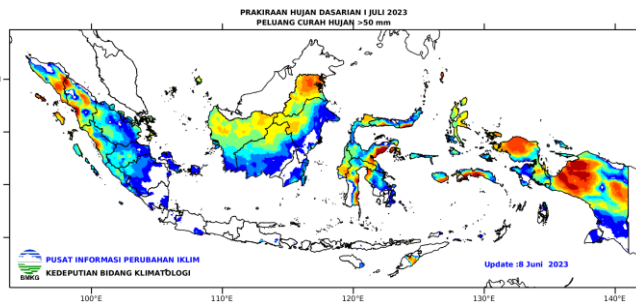 PRAKIRAAN HUJAN DASARIAN I JULI 2023
PELUANG CURAH HUJAN >50 mm
PUSAT INFORMASI PERUBAHAN IKLIM
KEDEPUTIAN BIDANG KLIMATOLOGI
BMKG
Update :8 Juni 2023
100°E 110°E 120°E 130°E 140°E